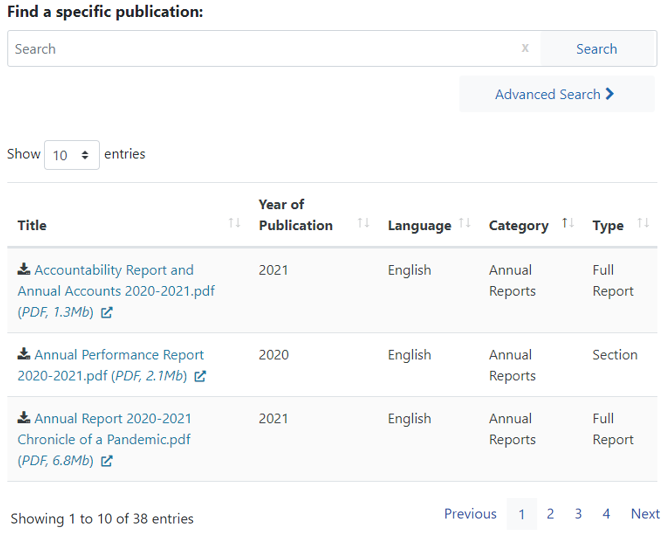 Find a specific publication:
Search x Search
Advanced Search
Show 10 entries
Title Year of Publication Language Category Type
Accountability Report and Annual Accounts 2020-2021.pdf (PDF, 1.3Mb) 2021 English Annual Reports Full Report
Annual Performance Report 2020-2021.pdf (PDF, 2.1Mb) 2020 English Annual Reports Section
Annual Report 2020-2021 Chronicle of a Pandemic.pdf (PDF, 6.8Mb) 2021 English Annual Reports Full Report
Showing 1 to 10 of 38 entries Previous 1 2 3 4 Next